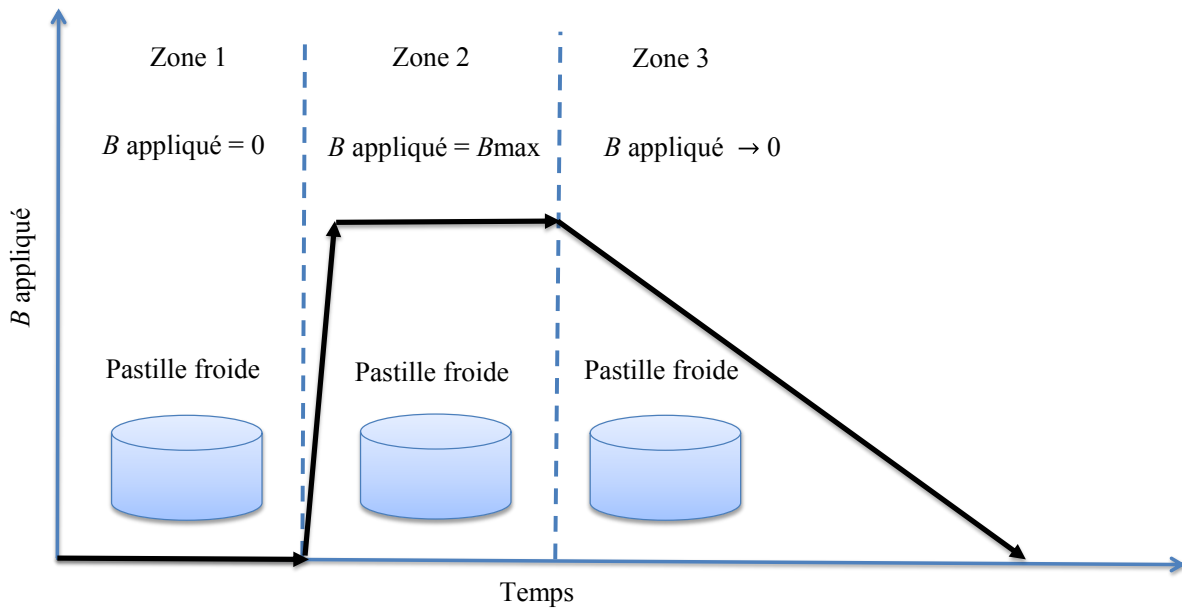 Zone 1
Zone 2
Zone 3
B appliqué = 0
B appliqué = Bmax
B appliqué → 0
B appliqué
Pastille froide
Pastille froide
Pastille froide
Temps